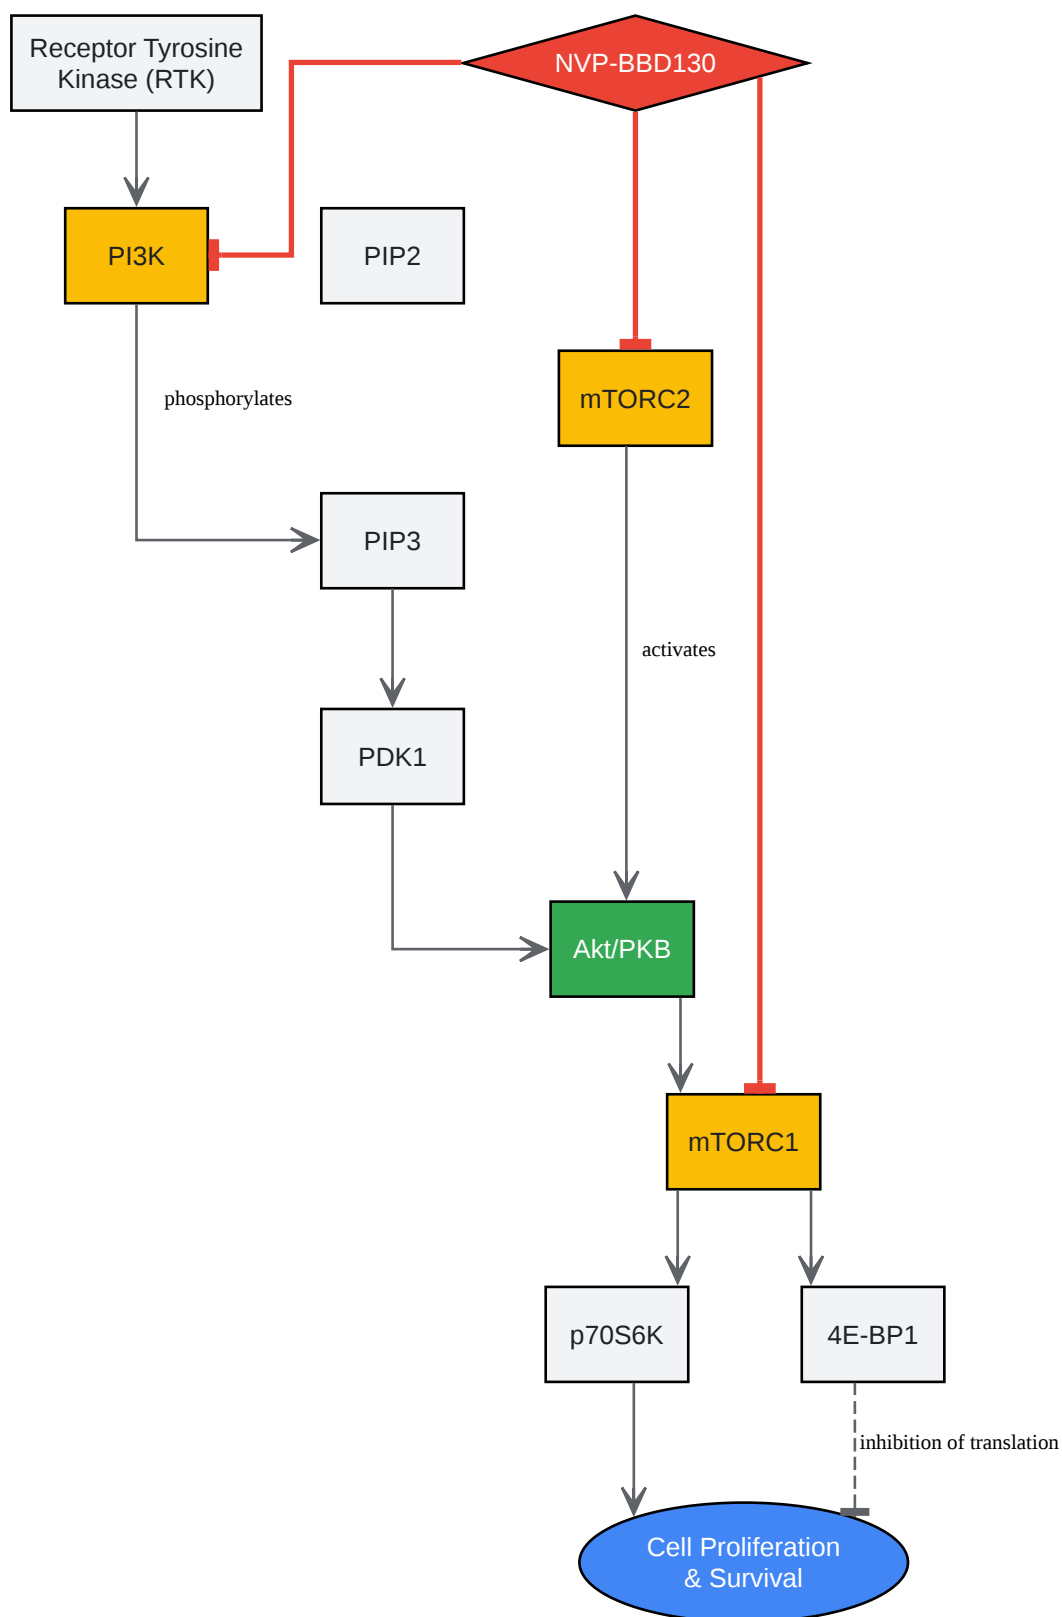 Receptor Tyrosine
Kinase (RTK)
NVP-BBD130
PI3K
PIP2
phosphorylates
mTORC2
PIP3
activates
PDK1
Akt/PKB
mTORC1
p70S6K
4E-BP1
inhibition of translation
Cell Proliferation
& Survival